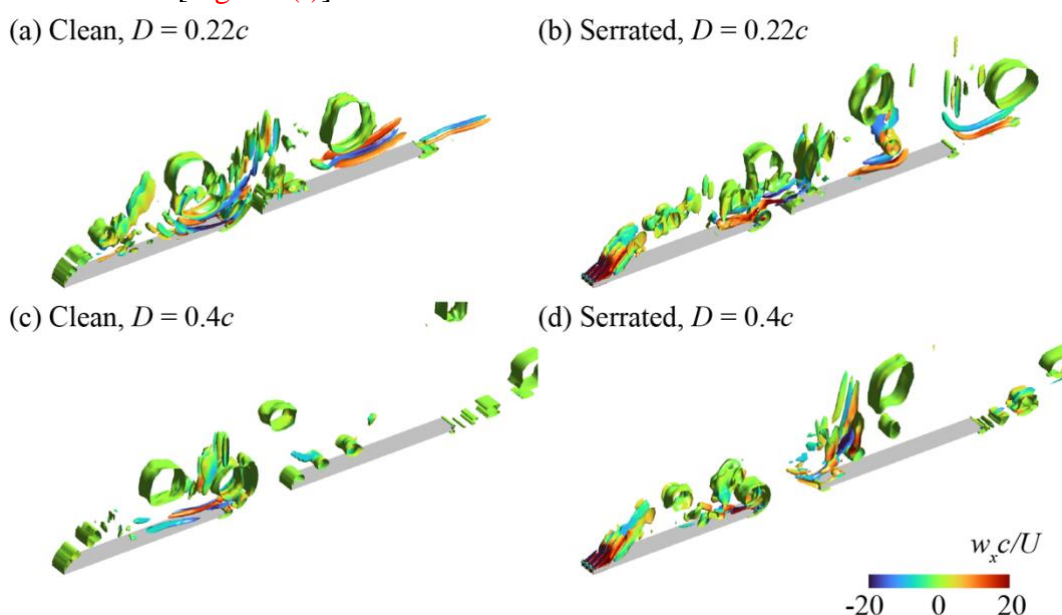 (a) Clean, D = 0.22c
(b) Serrated, D = 0.22c
(c) Clean, D = 0.4c
(d) Serrated, D = 0.4c
w_x c/U
-20 0 20